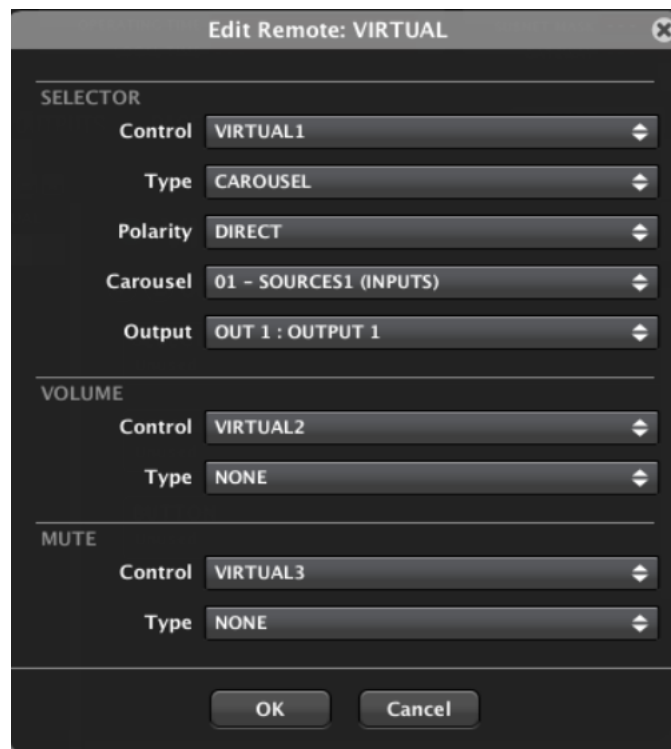 Edit Remote: VIRTUAL
SELECTOR
Control VIRTUAL1
Type CAROUSEL
Polarity DIRECT
Carousel 01 – SOURCES1 (INPUTS)
Output OUT 1 : OUTPUT 1
VOLUME
Control VIRTUAL2
Type NONE
MUTE
Control VIRTUAL3
Type NONE
OK Cancel